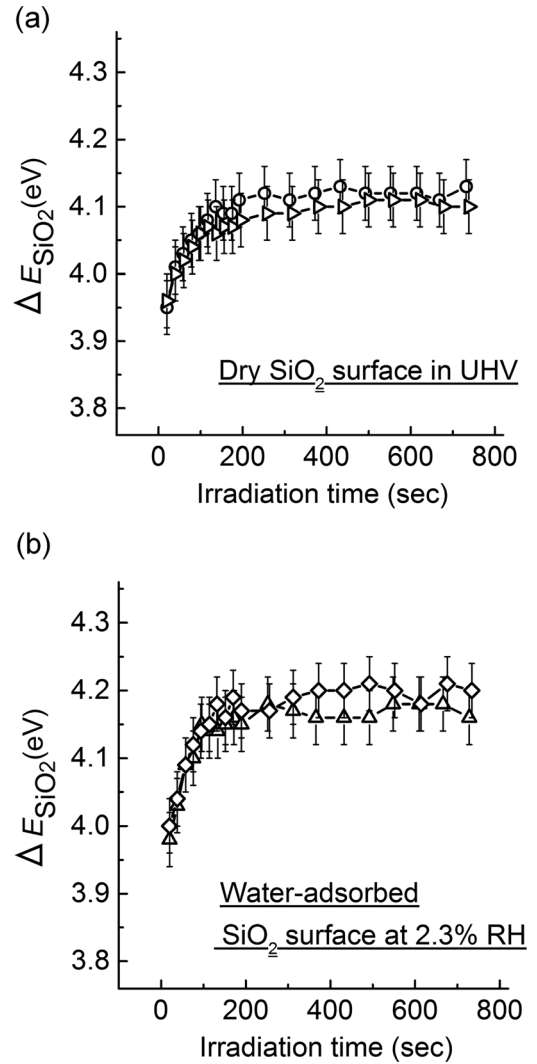 (a)
4.3
4.2
4.1
4.0
3.9
3.8
Δ E SiO2 (eV)
Dry SiO2 surface in UHV
0 200 400 600 800
Irradiation time (sec)
(b)
4.3
4.2
4.1
4.0
3.9
3.8
Δ E SiO2 (eV)
Water-adsorbed
SiO2 surface at 2.3% RH
0 200 400 600 800
Irradiation time (sec)